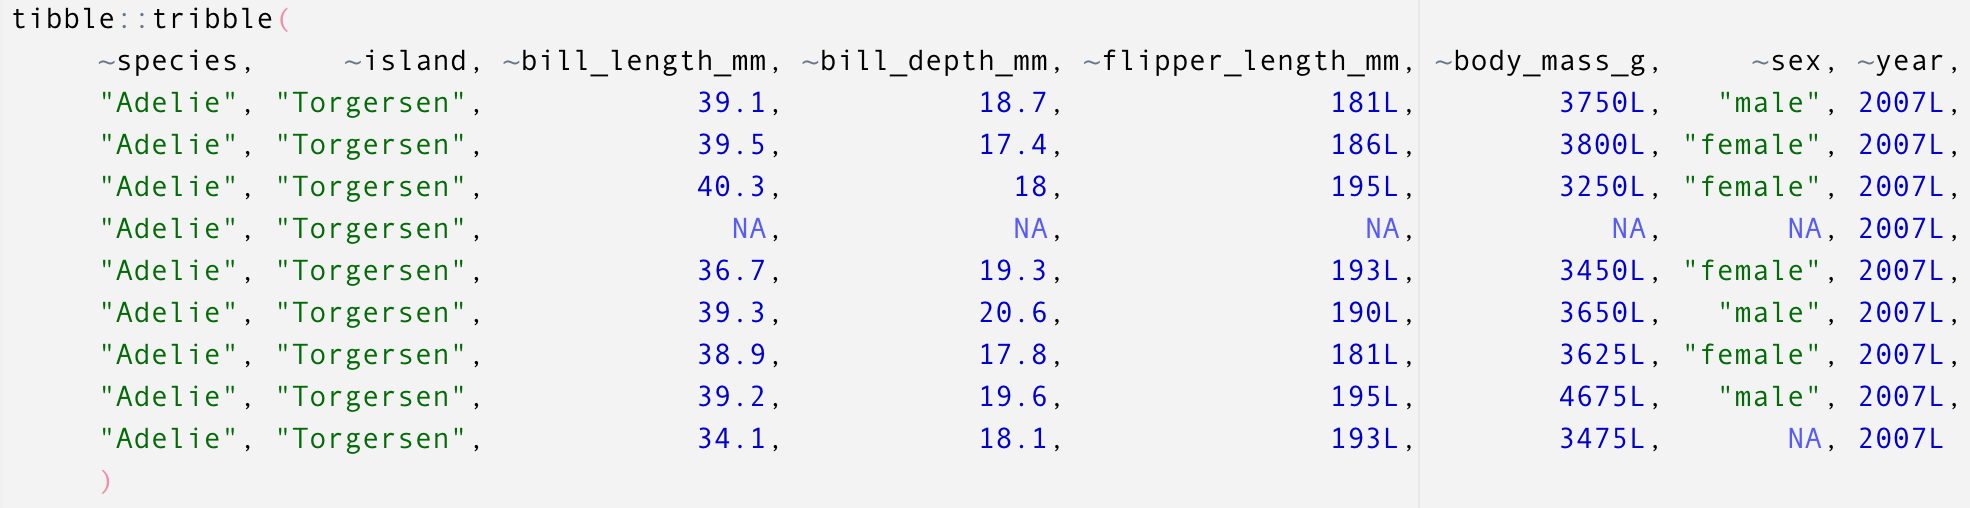 tibble::tribble(
     ~species,     ~island, ~bill_length_mm, ~bill_depth_mm, ~flipper_length_mm, ~body_mass_g,     ~sex, ~year,
     "Adelie", "Torgersen",            39.1,           18.7,               181L,        3750L,   "male", 2007L,
     "Adelie", "Torgersen",            39.5,           17.4,               186L,        3800L, "female", 2007L,
     "Adelie", "Torgersen",            40.3,             18,               195L,        3250L, "female", 2007L,
     "Adelie", "Torgersen",              NA,             NA,                 NA,           NA,       NA, 2007L,
     "Adelie", "Torgersen",            36.7,           19.3,               193L,        3450L, "female", 2007L,
     "Adelie", "Torgersen",            39.3,           20.6,               190L,        3650L,   "male", 2007L,
     "Adelie", "Torgersen",            38.9,           17.8,               181L,        3625L, "female", 2007L,
     "Adelie", "Torgersen",            39.2,           19.6,               195L,        4675L,   "male", 2007L,
     "Adelie", "Torgersen",            34.1,           18.1,               193L,        3475L,       NA, 2007L
     )